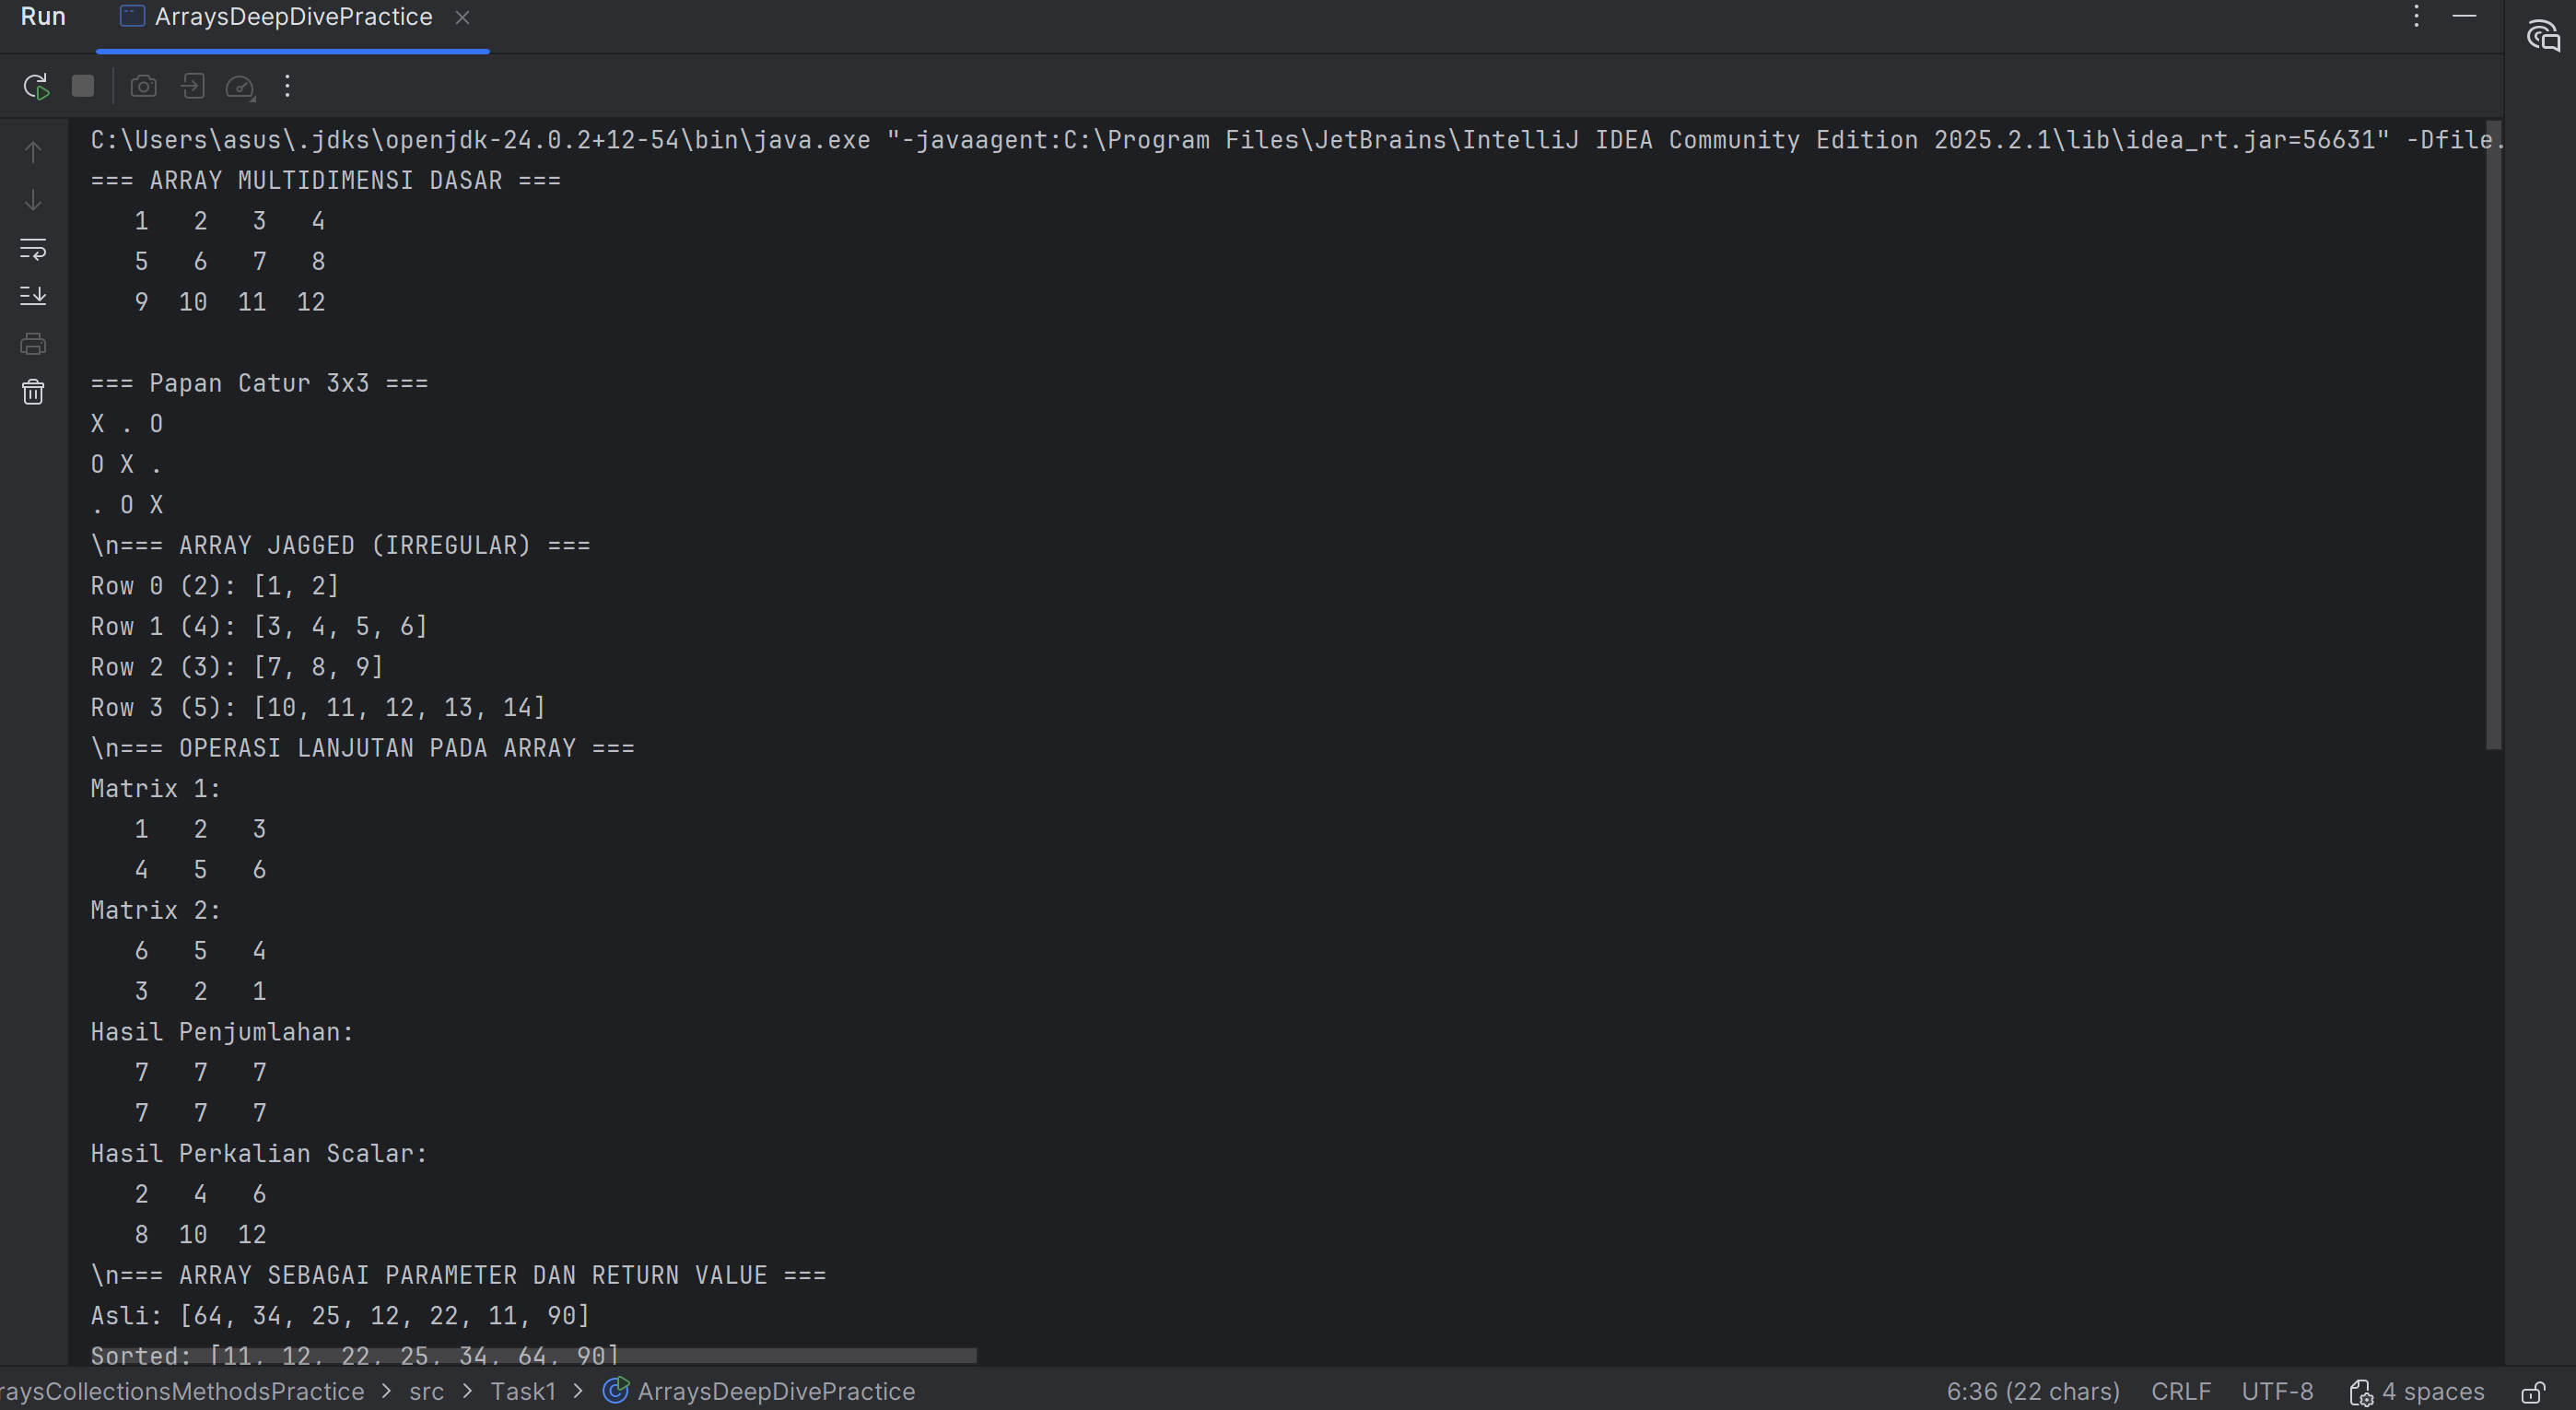 Run ArraysDeepDivePractice
C:\Users\asus\.jdks\openjdk-24.0.2+12-54\bin\java.exe "-javaagent:C:\Program Files\JetBrains\IntelliJ IDEA Community Edition 2025.2.1\lib\idea_rt.jar=56631" -Dfile.
=== ARRAY MULTIDIMENSI DASAR ===
   1   2   3   4
   5   6   7   8
   9  10  11  12
=== Papan Catur 3x3 ===
X . O
O X .
. O X
\n=== ARRAY JAGGED (IRREGULAR) ===
Row 0 (2): [1, 2]
Row 1 (4): [3, 4, 5, 6]
Row 2 (3): [7, 8, 9]
Row 3 (5): [10, 11, 12, 13, 14]
\n=== OPERASI LANJUTAN PADA ARRAY ===
Matrix 1:
   1   2   3
   4   5   6
Matrix 2:
   6   5   4
   3   2   1
Hasil Penjumlahan:
   7   7   7
   7   7   7
Hasil Perkalian Scalar:
   2   4   6
   8  10  12
\n=== ARRAY SEBAGAI PARAMETER DAN RETURN VALUE ===
Asli: [64, 34, 25, 12, 22, 11, 90]
Sorted: [11, 12, 22, 25, 34, 64, 90]
raysCollectionsMethodsPractice > src > Task1 > ArraysDeepDivePractice 6:36 (22 chars) CRLF UTF-8 4 spaces